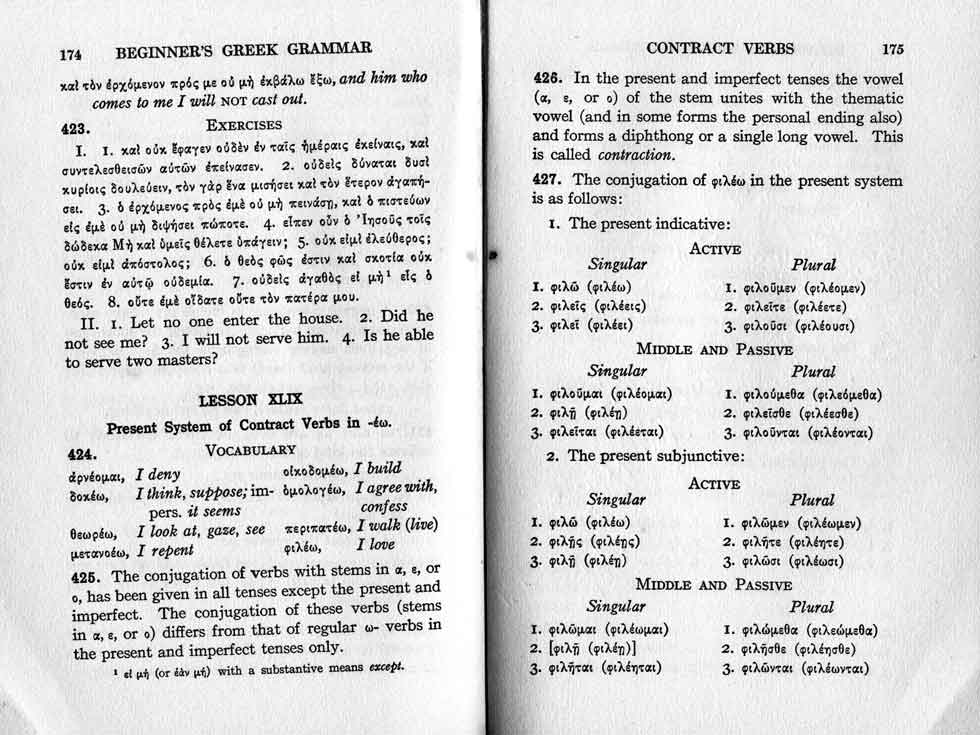 174 BEGINNER'S GREEK GRAMMAR
καὶ τὸν ἐρχόμενον πρός με οὐ μὴ ἐκβάλω ἔξω, and him who
comes to me I will NOT cast out.
423. EXERCISES
I. 1. καὶ οὐκ ἔφαγεν οὐδὲν ἐν ταῖς ἡμέραις ἐκείναις, καὶ
συντελεσθεισῶν αὐτῶν ἐπείνασεν. 2. οὐδεὶς δύναται δυσὶ
κυρίοις δουλεύειν, τὸν γὰρ ἕνα μισήσει καὶ τὸν ἕτερον ἀγαπή-
σει. 3. ὁ ἐρχόμενος πρὸς ἐμὲ οὐ μὴ πεινάσῃ, καὶ ὁ πιστεύων
εἰς ἐμὲ οὐ μὴ διψήσει πώποτε. 4. εἶπεν οὖν ὁ Ἰησοῦς τοῖς
δώδεκα Μὴ καὶ ὑμεῖς θέλετε ὑπάγειν; 5. οὐκ εἰμὶ ἐλεύθερος;
οὐκ εἰμὶ ἀπόστολος; 6. ὁ θεὸς φῶς ἐστιν καὶ σκοτία οὐκ
ἔστιν ἐν αὐτῷ οὐδεμία. 7. οὐδεὶς ἀγαθὸς εἰ μὴ¹ εἷς ὁ
θεός. 8. οὔτε ἐμὲ οἴδατε οὔτε τὸν πατέρα μου.
II. 1. Let no one enter the house. 2. Did he
not see me? 3. I will not serve him. 4. Is he able
to serve two masters?
LESSON XLIX
Present System of Contract Verbs in -έω.
424. VOCABULARY
ἀρνέομαι, I deny οἰκοδομέω, I build
δοκέω, I think, suppose; im- ὁμολογέω, I agree with,
pers. it seems confess
θεωρέω, I look at, gaze, see περιπατέω, I walk (live)
μετανοέω, I repent φιλέω, I love
425. The conjugation of verbs with stems in α, ε, or
ο, has been given in all tenses except the present and
imperfect. The conjugation of these verbs (stems
in α, ε, or ο) differs from that of regular ω- verbs in
the present and imperfect tenses only.
¹ εἰ μή (or ἐὰν μή) with a substantive means except.
CONTRACT VERBS 175
426. In the present and imperfect tenses the vowel
(α, ε, or ο) of the stem unites with the thematic
vowel (and in some forms the personal ending also)
and forms a diphthong or a single long vowel. This
is called contraction.
427. The conjugation of φιλέω in the present system
is as follows:
1. The present indicative:
ACTIVE
Singular Plural
1. φιλῶ (φιλέω) 1. φιλοῦμεν (φιλέομεν)
2. φιλεῖς (φιλέεις) 2. φιλεῖτε (φιλέετε)
3. φιλεῖ (φιλέει) 3. φιλοῦσι (φιλέουσι)
MIDDLE AND PASSIVE
Singular Plural
1. φιλοῦμαι (φιλέομαι) 1. φιλούμεθα (φιλεόμεθα)
2. φιλῇ (φιλέῃ) 2. φιλεῖσθε (φιλέεσθε)
3. φιλεῖται (φιλέεται) 3. φιλοῦνται (φιλέονται)
2. The present subjunctive:
ACTIVE
Singular Plural
1. φιλῶ (φιλέω) 1. φιλῶμεν (φιλέωμεν)
2. φιλῇς (φιλέῃς) 2. φιλῆτε (φιλέητε)
3. φιλῇ (φιλέῃ) 3. φιλῶσι (φιλέωσι)
MIDDLE AND PASSIVE
Singular Plural
1. φιλῶμαι (φιλέωμαι) 1. φιλώμεθα (φιλεώμεθα)
2. [φιλῇ (φιλέῃ)] 2. φιλῆσθε (φιλέησθε)
3. φιλῆται (φιλέηται) 3. φιλῶνται (φιλέωνται)